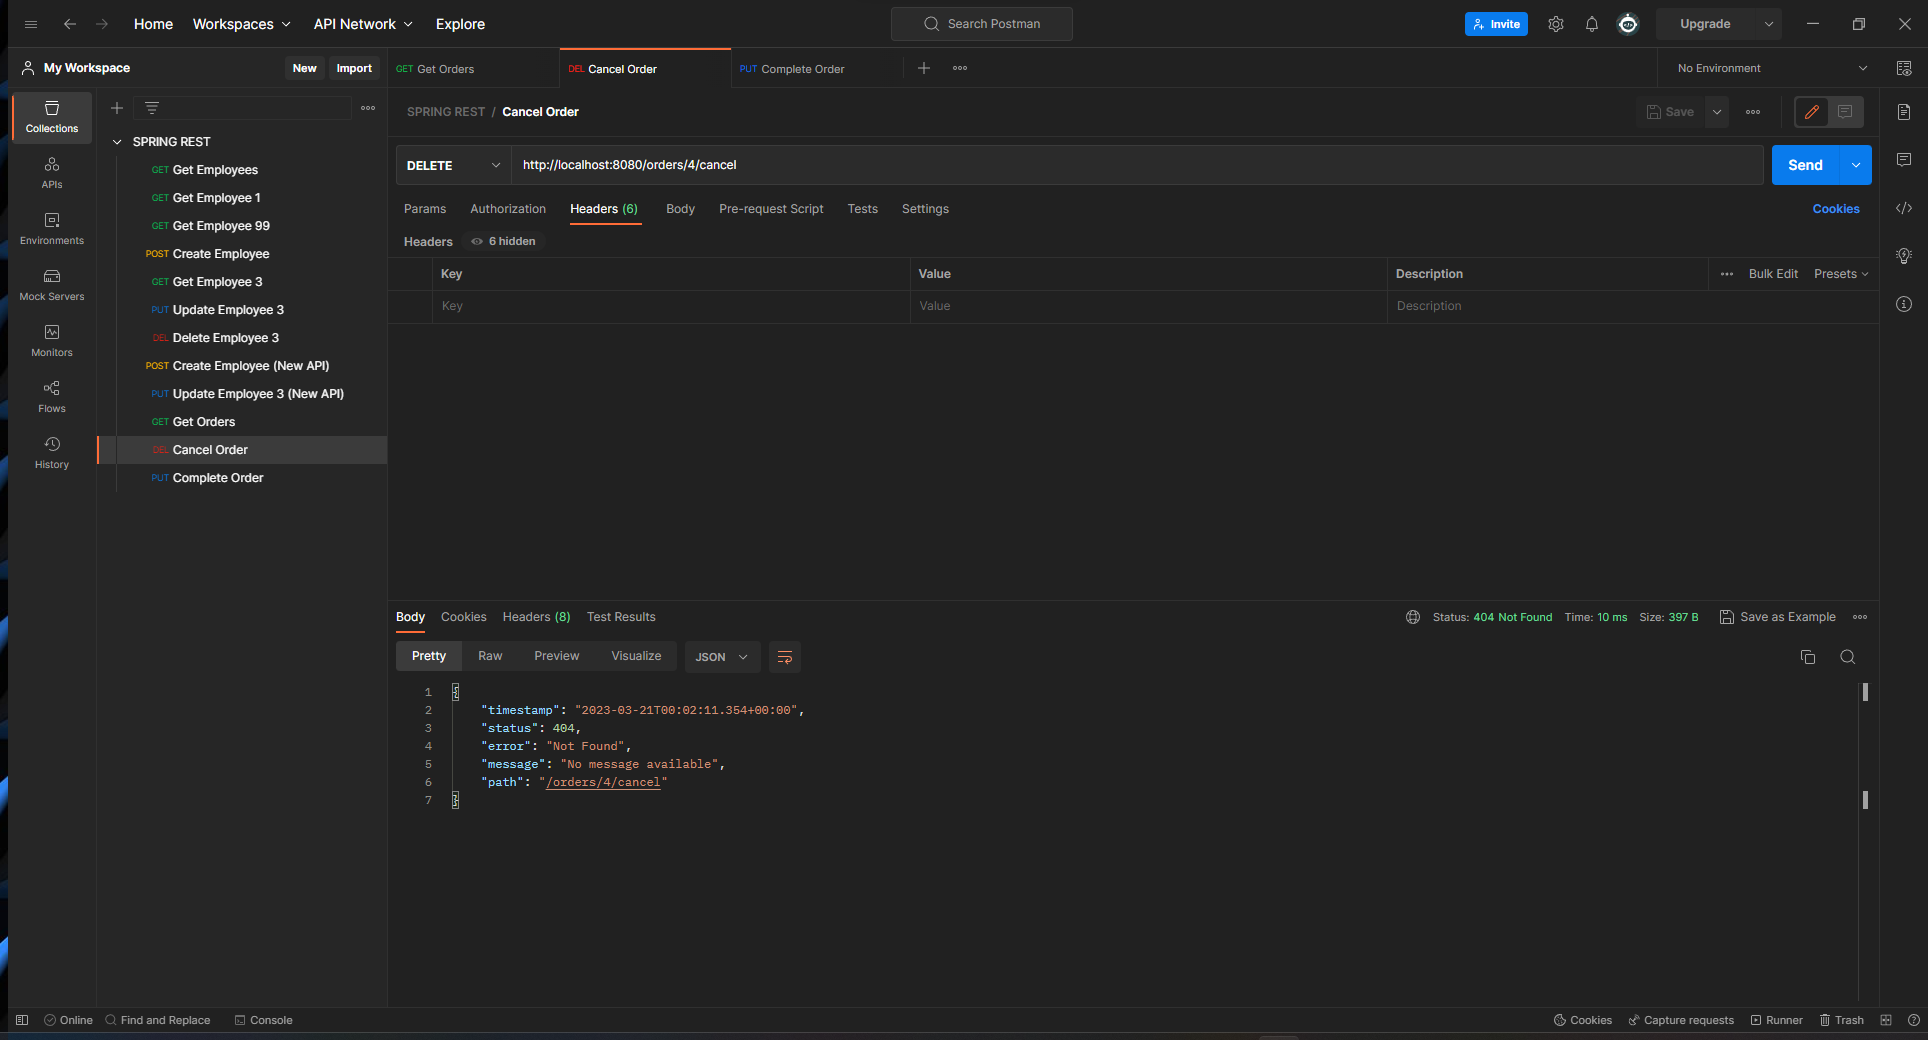 Home Workspaces API Network Explore Search Postman Invite Upgrade
My Workspace New Import GET Get Orders DEL Cancel Order PUT Complete Order No Environment
SPRING REST / Cancel Order Save
Collections
APIs
Environments
Mock Servers
Monitors
Flows
History
SPRING REST
GET Get Employees
GET Get Employee 1
GET Get Employee 99
POST Create Employee
GET Get Employee 3
PUT Update Employee 3
DEL Delete Employee 3
POST Create Employee (New API)
PUT Update Employee 3 (New API)
GET Get Orders
DEL Cancel Order
PUT Complete Order
DELETE http://localhost:8080/orders/4/cancel Send
Params Authorization Headers (6) Body Pre-request Script Tests Settings Cookies
Headers 6 hidden
Key Value Description Bulk Edit Presets
Key Value Description
Body Cookies Headers (8) Test Results Status: 404 Not Found Time: 10 ms Size: 397 B Save as Example
Pretty Raw Preview Visualize JSON
1 {
2 "timestamp": "2023-03-21T00:02:11.354+00:00",
3 "status": 404,
4 "error": "Not Found",
5 "message": "No message available",
6 "path": "/orders/4/cancel"
7 }
Online Find and Replace Console Cookies Capture requests Runner Trash